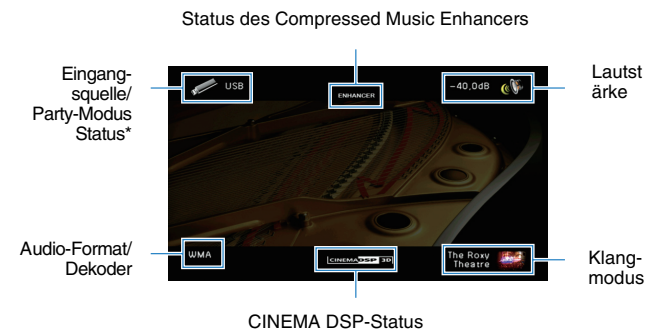 Status des Compressed Music Enhancers
Eingang-
squelle/
Party-Modus
Status*
USB
ENHANCER
-40,0dB
Lautst
ärke
Audio-Format/
Dekoder
WMA
CINEMA DSP 3D
The Roxy
Theatre
Klang-
modus
CINEMA DSP-Status